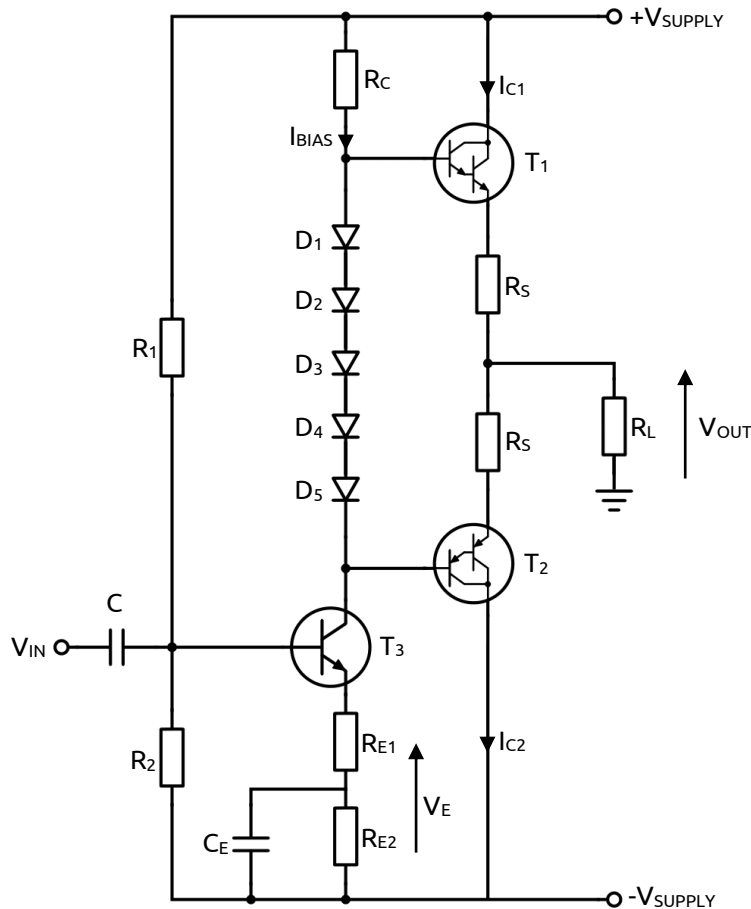 +VSUPPLY
RC
IC1
IBIAS
T1
D1
D2
RS
D3
R1
D4
RS
RL
VOUT
D5
T2
C
VIN
T3
RE1
IC2
R2
VE
CE
RE2
-VSUPPLY